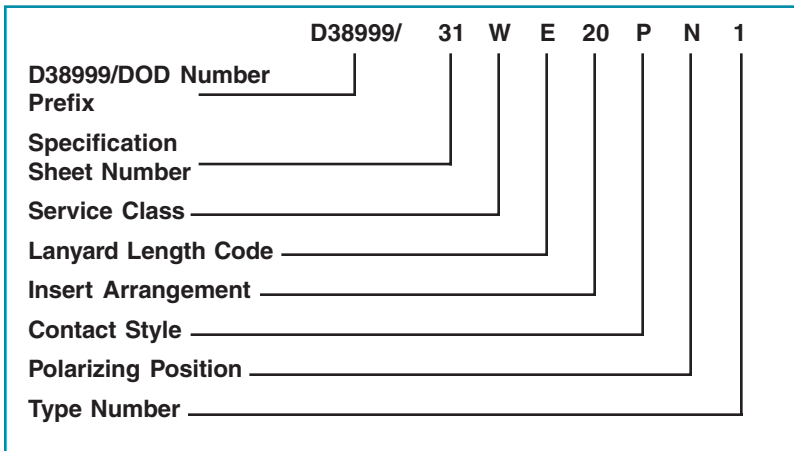 D38999/ 31 W E 20 P N 1
D38999/DOD Number
Prefix
Specification
Sheet Number
Service Class
Lanyard Length Code
Insert Arrangement
Contact Style
Polarizing Position
Type Number